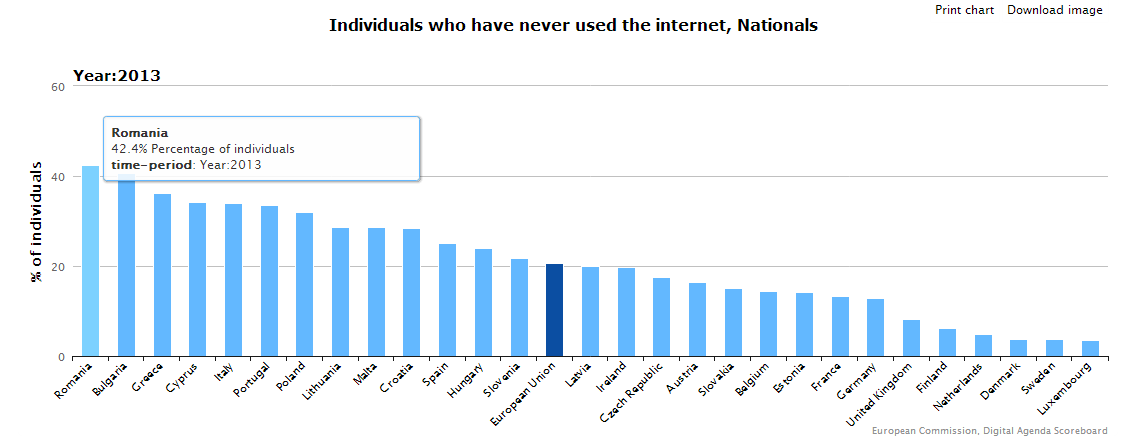 Print chart Download image
Individuals who have never used the internet, Nationals
Year:2013
60
Romania
42.4% Percentage of individuals
time-period: Year:2013
40
20
0
% of individuals
Romania
Bulgaria
Greece
Cyprus
Italy
Portugal
Poland
Lithuania
Malta
Croatia
Spain
Hungary
Slovenia
European Union
Latvia
Ireland
Czech Republic
Austria
Slovakia
Belgium
Estonia
France
Germany
United Kingdom
Finland
Netherlands
Denmark
Sweden
Luxembourg
European Commission, Digital Agenda Scoreboard